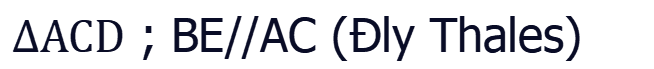 ΔACD ; BE//AC (Đly Thales)